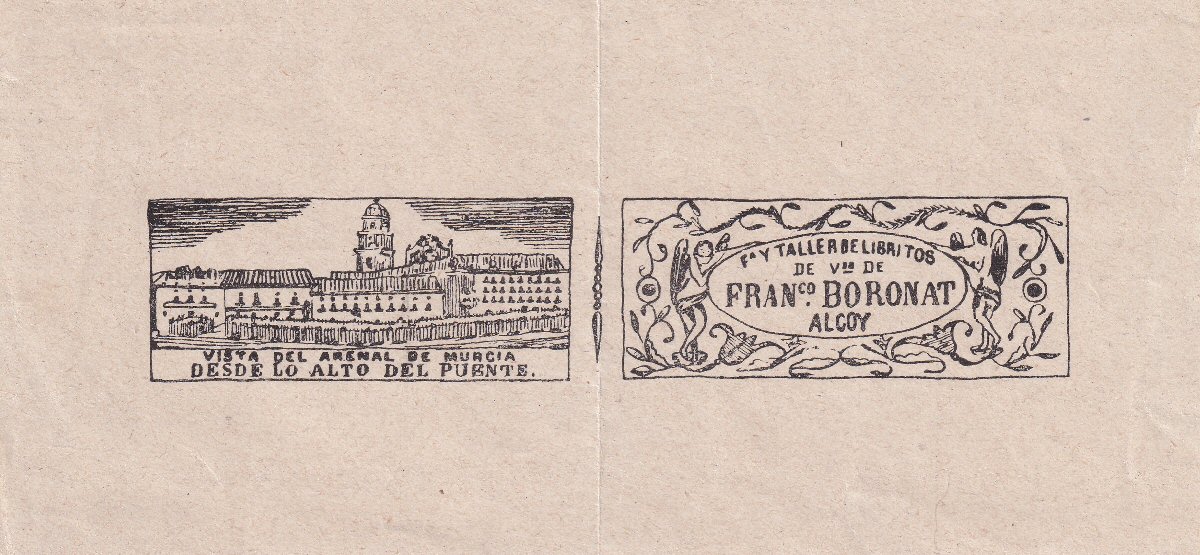 VISTA DEL ARENAL DE MURCIA
DESDE LO ALTO DEL PUENTE.
Fª Y TALLER DE LIBRITOS
DE Vda DE
FRANco. BORONAT
ALCOY